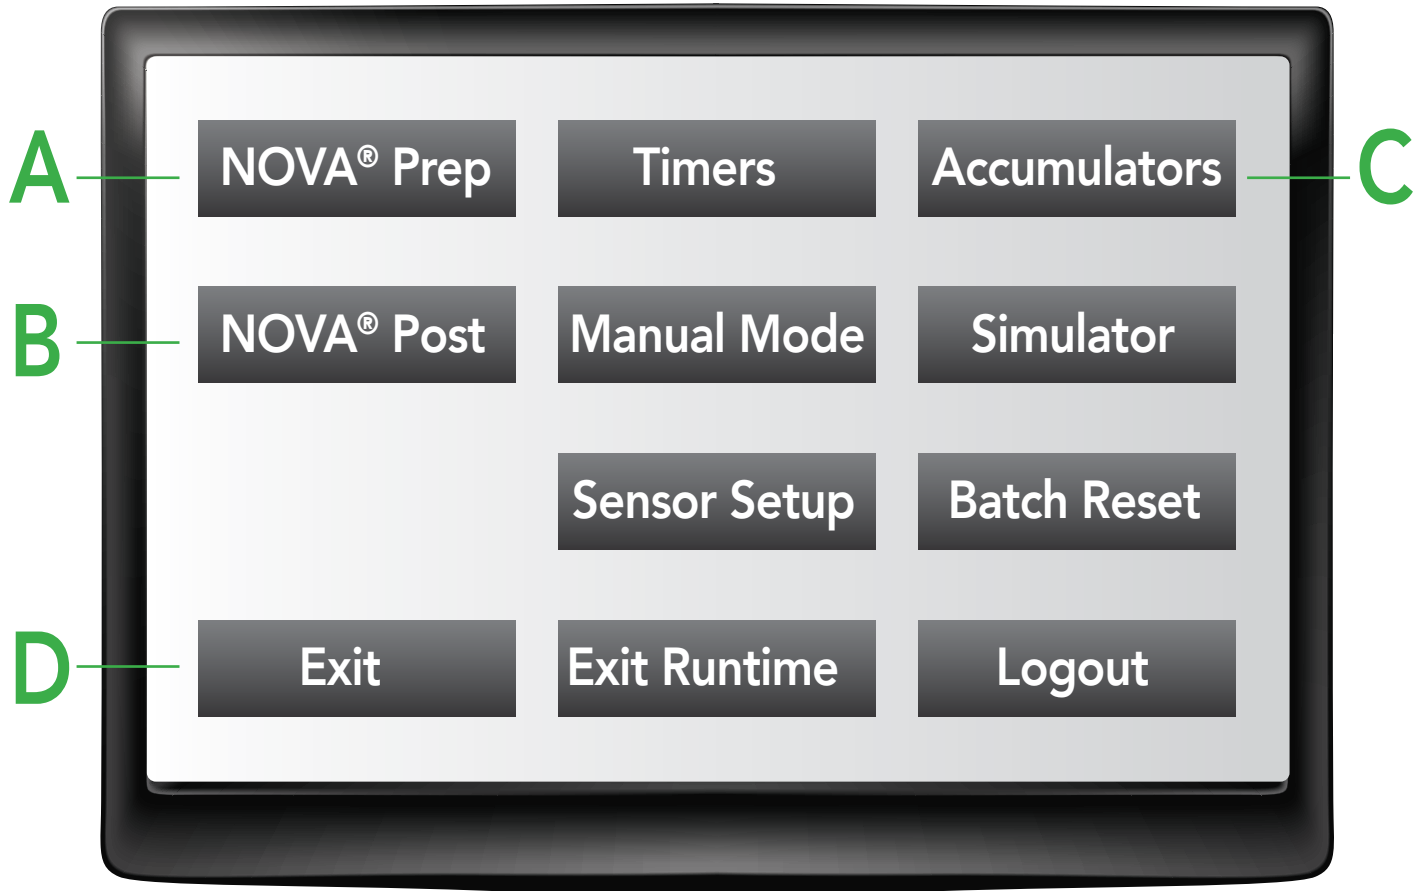 A
NOVA® Prep
Timers
Accumulators
C
B
NOVA® Post
Manual Mode
Simulator
Sensor Setup
Batch Reset
D
Exit
Exit Runtime
Logout